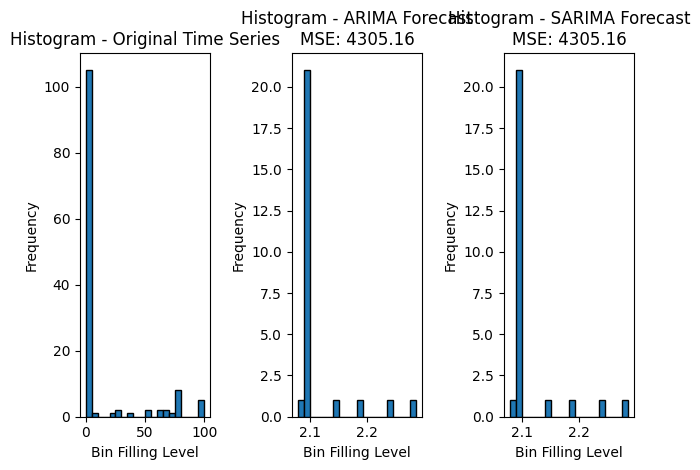 Histogram - Original Time Series
Frequency
100
80
60
40
20
0
0 50 100
Bin Filling Level
Histogram - ARIMA Forecast
MSE: 4305.16
Frequency
20.0
17.5
15.0
12.5
10.0
7.5
5.0
2.5
0.0
2.1 2.2
Bin Filling Level
Histogram - SARIMA Forecast
MSE: 4305.16
Frequency
20.0
17.5
15.0
12.5
10.0
7.5
5.0
2.5
0.0
2.1 2.2
Bin Filling Level